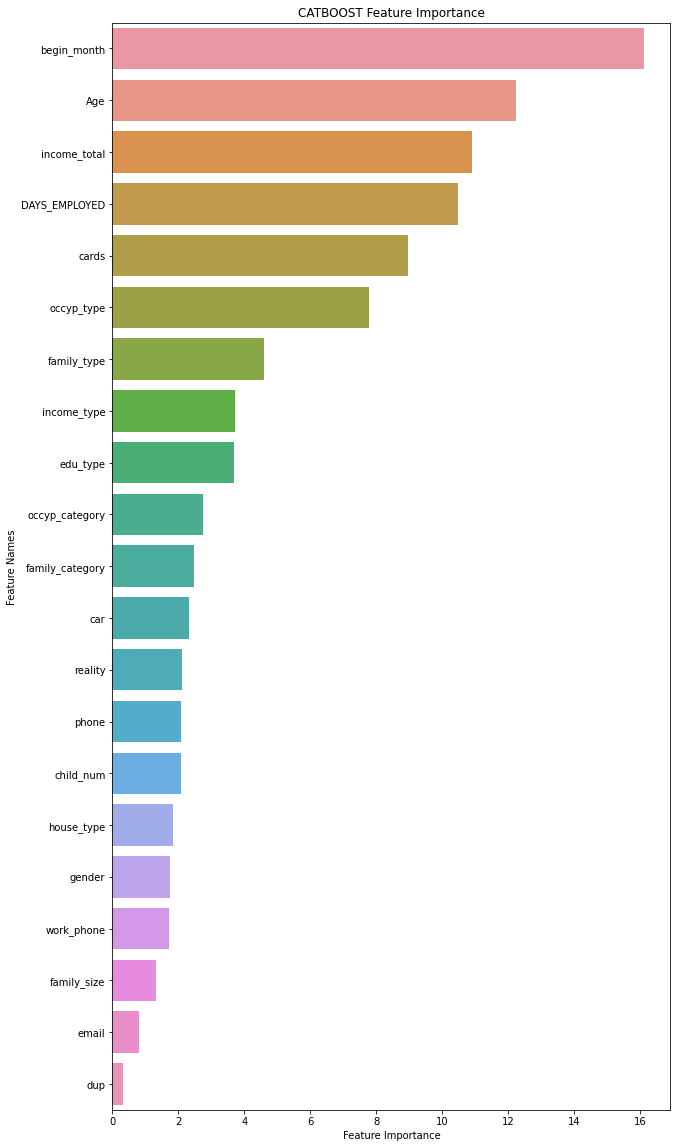 CATBOOST Feature Importance
begin_month
Age
income_total
DAYS_EMPLOYED
cards
occyp_type
family_type
income_type
edu_type
occyp_category
family_category
car
reality
phone
child_num
house_type
gender
work_phone
family_size
email
dup
Feature Names
0 2 4 6 8 10 12 14 16
Feature Importance